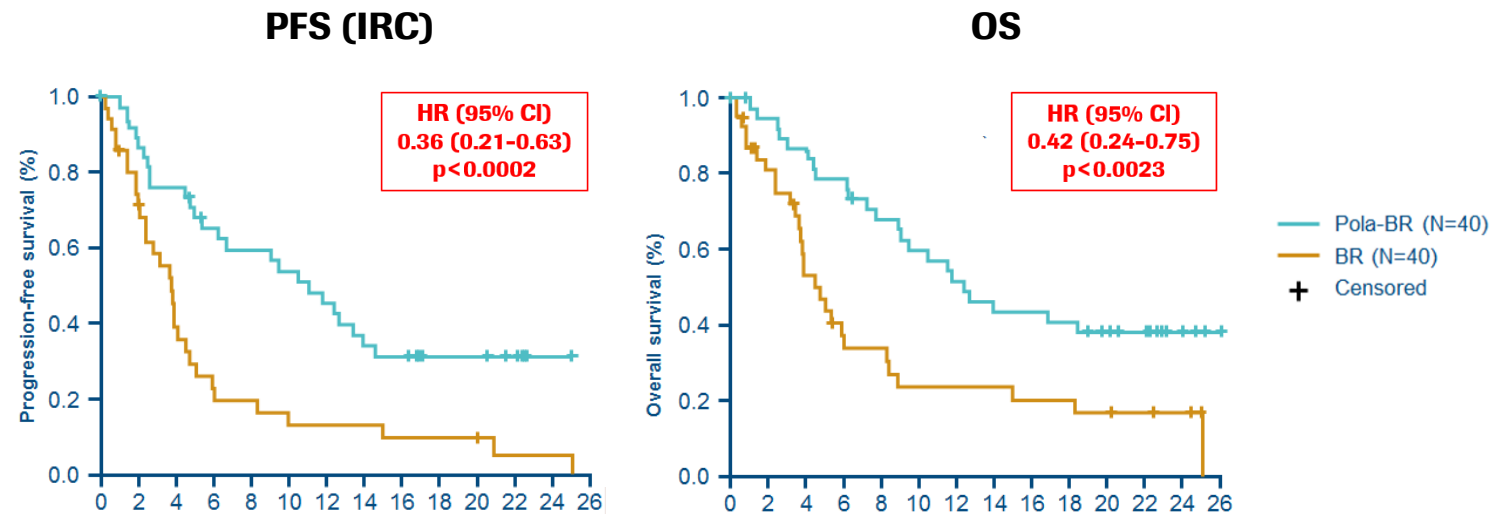 PFS (IRC)
OS
HR (95% CI)
0.36 (0.21-0.63)
p<0.0002
HR (95% CI)
0.42 (0.24-0.75)
p<0.0023
Progression-free survival (%)
1.0
0.8
0.6
0.4
0.2
0.0
0 2 4 6 8 10 12 14 16 18 20 22 24 26
Overall survival (%)
1.0
0.8
0.6
0.4
0.2
0.0
0 2 4 6 8 10 12 14 16 18 20 22 24 26
Pola-BR (N=40)
BR (N=40)
Censored